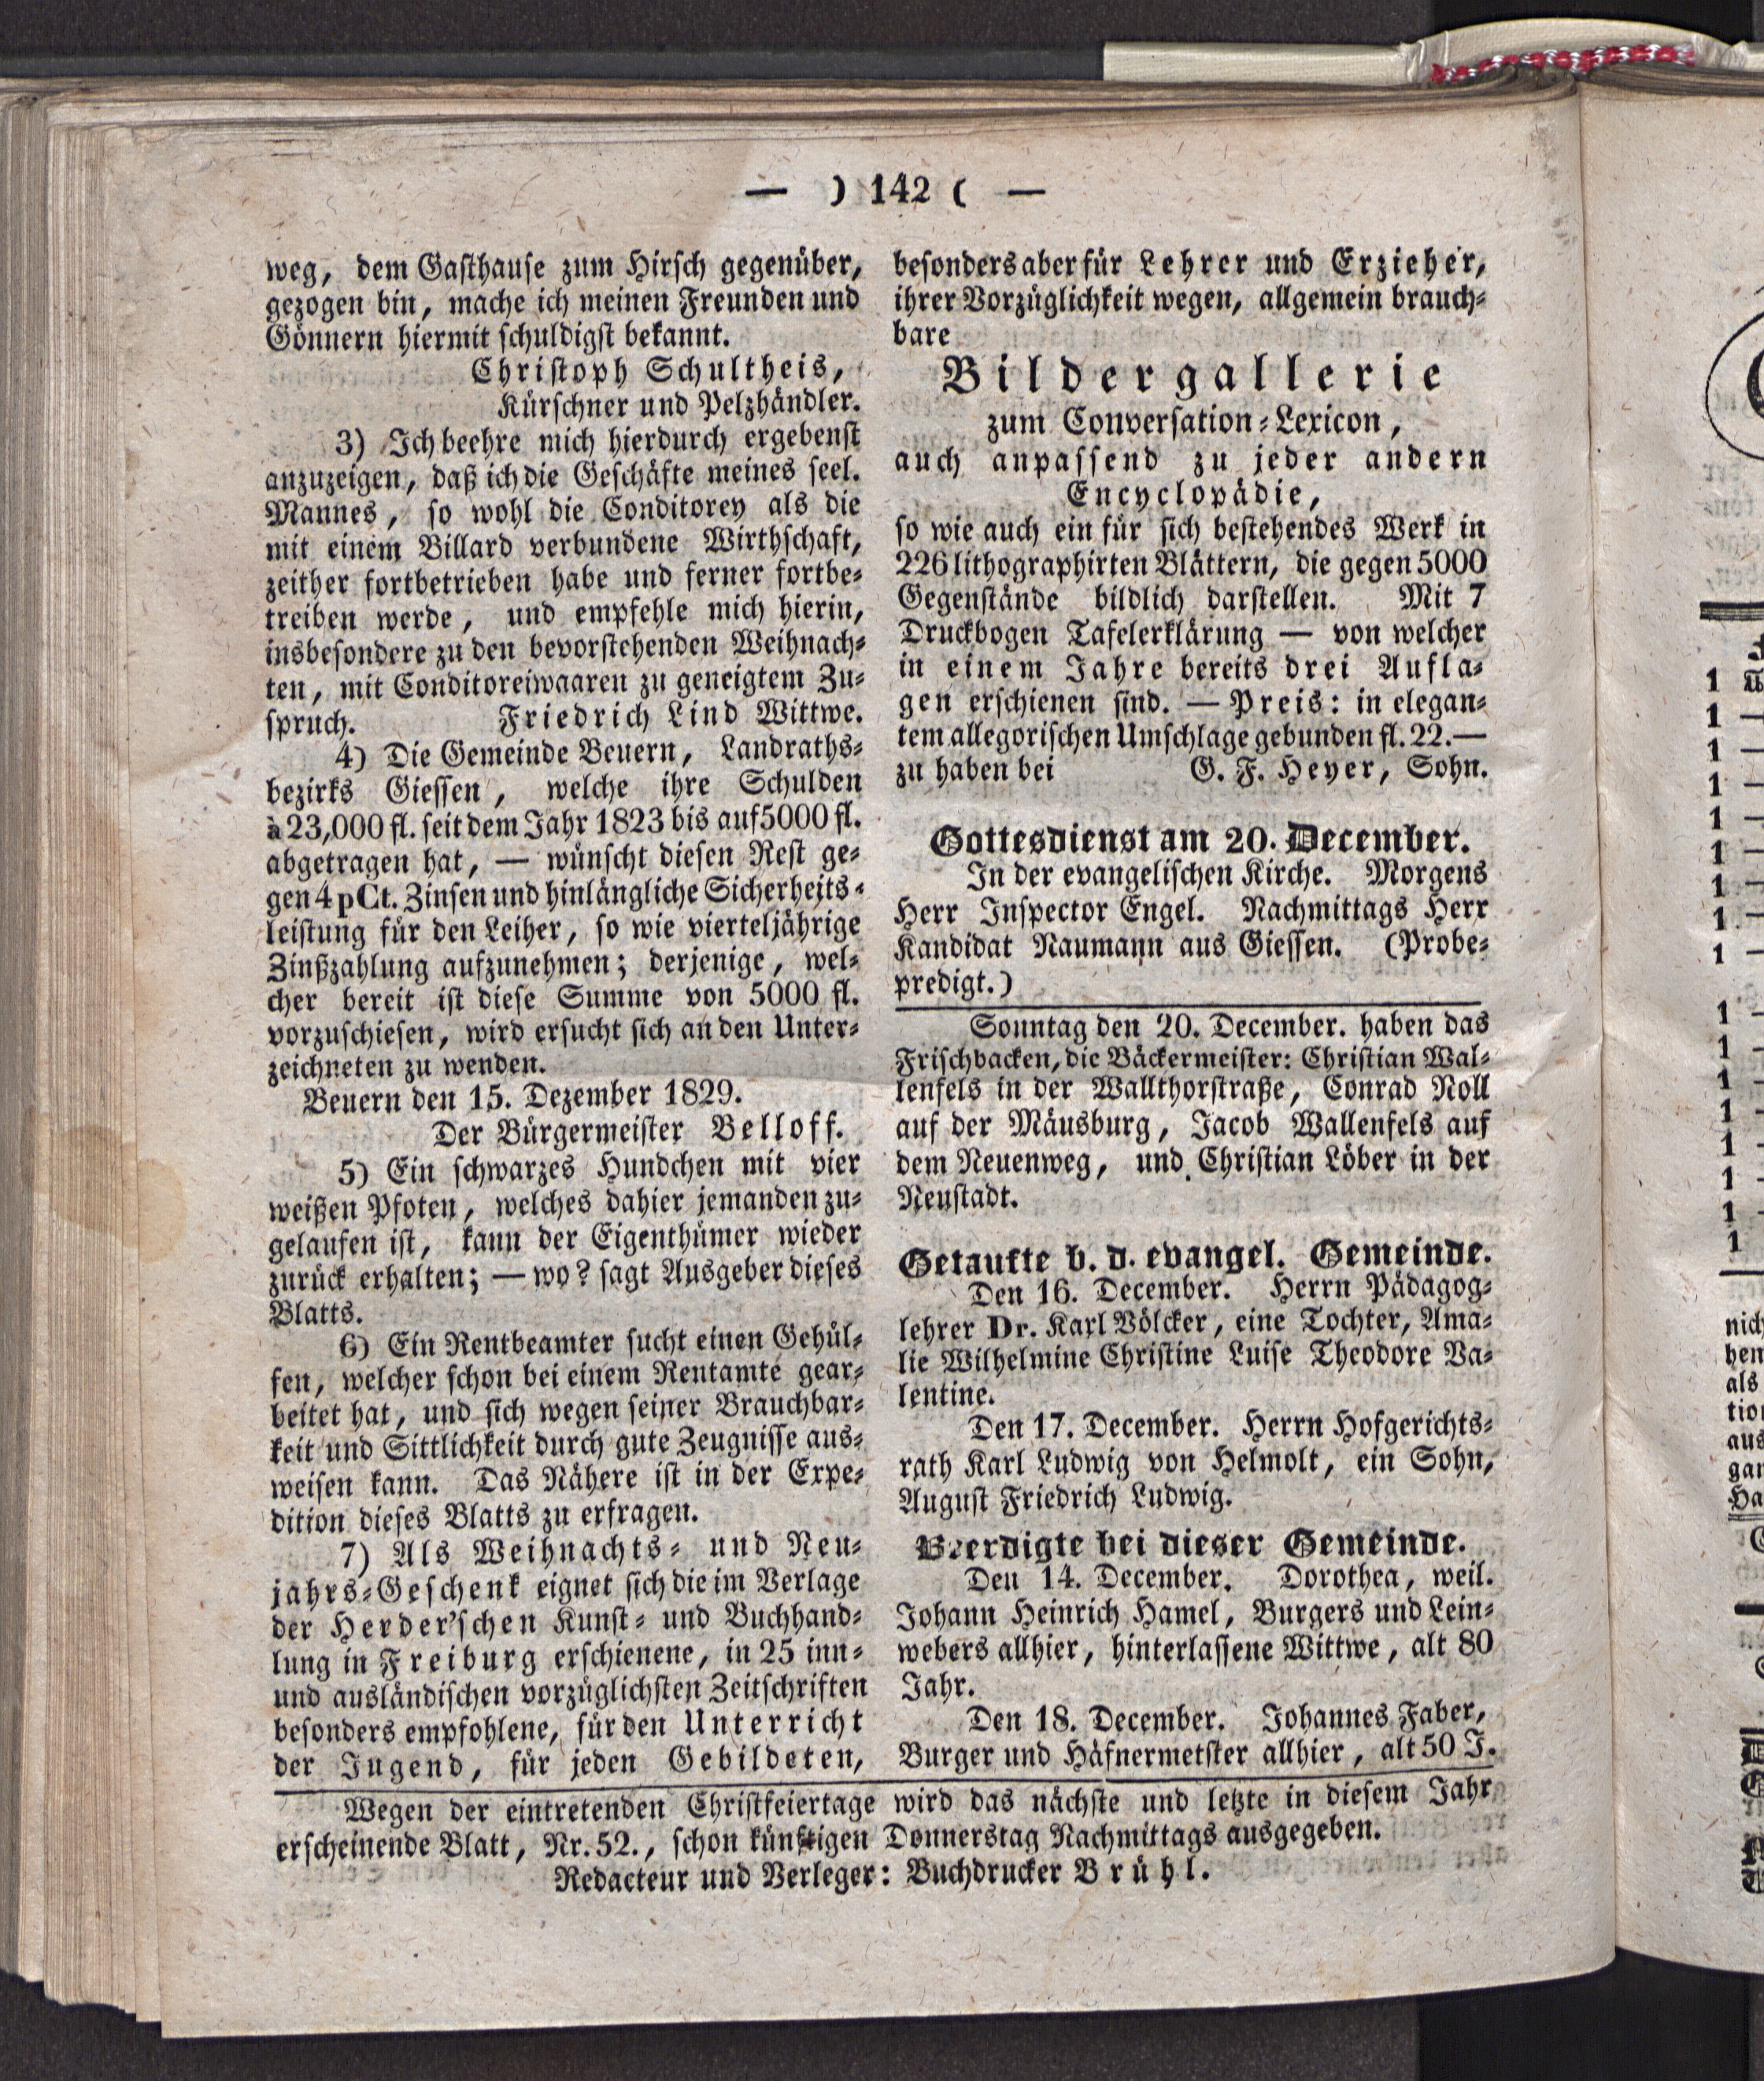 — ) 142 ( —
weg, dem Gasthause zum Hirsch gegenüber,
gezogen bin, mache ich meinen Freunden und
Gönnern hiermit schuldigst bekannt.
Christoph Schultheis,
Kürschner und Pelzhändler.
3) Ich beehre mich hierdurch ergebenst
anzuzeigen, daß ich die Geschäfte meines seel.
Mannes, so wohl die Conditorey als die
mit einem Billard verbundene Wirthschaft,
zeither fortbetrieben habe und ferner fortbe-
treiben werde, und empfehle mich hierin,
insbesondere zu den bevorstehenden Weihnach-
ten, mit Conditoreiwaaren zu geneigtem Zu-
spruch. Friedrich Lind Wittwe.
4) Die Gemeinde Beuern, Landraths-
bezirks Giessen, welche ihre Schulden
à 23,000 fl. seit dem Jahr 1823 bis auf 5000 fl.
abgetragen hat, — wünscht diesen Rest ge-
gen 4 pCt. Zinsen und hinlängliche Sicherheits-
leistung für den Leiher, so wie vierteljährige
Zinßzahlung aufzunehmen; derjenige, wel-
cher bereit ist diese Summe von 5000 fl.
vorzuschiesen, wird ersucht sich an den Unter-
zeichneten zu wenden.
Beuern den 15. Dezember 1829.
Der Bürgermeister Belloff.
5) Ein schwarzes Hundchen mit vier
weißen Pfoten, welches dahier jemanden zu-
gelaufen ist, kann der Eigenthümer wieder
zurück erhalten; — wo? sagt Ausgeber dieses
Blatts.
6) Ein Rentbeamter sucht einen Gehül-
fen, welcher schon bei einem Rentamte gear-
beitet hat, und sich wegen seiner Brauchbar-
keit und Sittlichkeit durch gute Zeugnisse aus-
weisen kann. Das Nähere ist in der Expe-
dition dieses Blatts zu erfragen.
7) Als Weihnachts- und Neu-
jahrs-Geschenk eignet sich die im Verlage
der Herder'schen Kunst- und Buchhand-
lung in Freiburg erschienene, in 25 inn-
und ausländischen vorzüglichsten Zeitschriften
besonders empfohlene, für den Unterricht
der Jugend, für jeden Gebildeten,
besonders aber für Lehrer und Erzieher,
ihrer Vorzüglichkeit wegen, allgemein brauch-
bare
Bildergallerie
zum Conversation-Lexicon,
auch anpassend zu jeder andern
Encyclopädie,
so wie auch ein für sich bestehendes Werk in
226 lithographirten Blättern, die gegen 5000
Gegenstände bildlich darstellen. Mit 7
Druckbogen Tafelerklärung — von welcher
in einem Jahre bereits drei Aufla-
gen erschienen sind. — Preis: in elegan-
tem allegorischen Umschlage gebunden fl. 22.—
zu haben bei G. F. Heyer, Sohn.
Gottesdienst am 20. December.
In der evangelischen Kirche. Morgens
Herr Inspector Engel. Nachmittags Herr
Kandidat Naumann aus Giessen. (Probe-
predigt.)
Sonntag den 20. December. haben das
Frischbacken, die Bäckermeister: Christian Wal-
lenfels in der Wallthorstraße, Conrad Noll
auf der Mäusburg, Jacob Wallenfels auf
dem Neuenweg, und Christian Löber in der
Neustadt.
Getaufte b. d. evangel. Gemeinde.
Den 16. December. Herrn Pädagog-
lehrer Dr. Karl Völcker, eine Tochter, Ama-
lie Wilhelmine Christine Luise Theodore Va-
lentine.
Den 17. December. Herrn Hofgerichts-
rath Karl Ludwig von Helmolt, ein Sohn,
August Friedrich Ludwig.
Beerdigte bei dieser Gemeinde.
Den 14. December. Dorothea, weil.
Johann Heinrich Hamel, Burgers und Lein-
webers allhier, hinterlassene Wittwe, alt 80
Jahr.
Den 18. December. Johannes Faber,
Burger und Häfnermetster allhier, alt 50 J.
Wegen der eintretenden Christfeiertage wird das nächste und letzte in diesem Jahr
erscheinende Blatt, Nr. 52., schon künftigen Donnerstag Nachmittags ausgegeben.
Redacteur und Verleger: Buchdrucker Brühl.